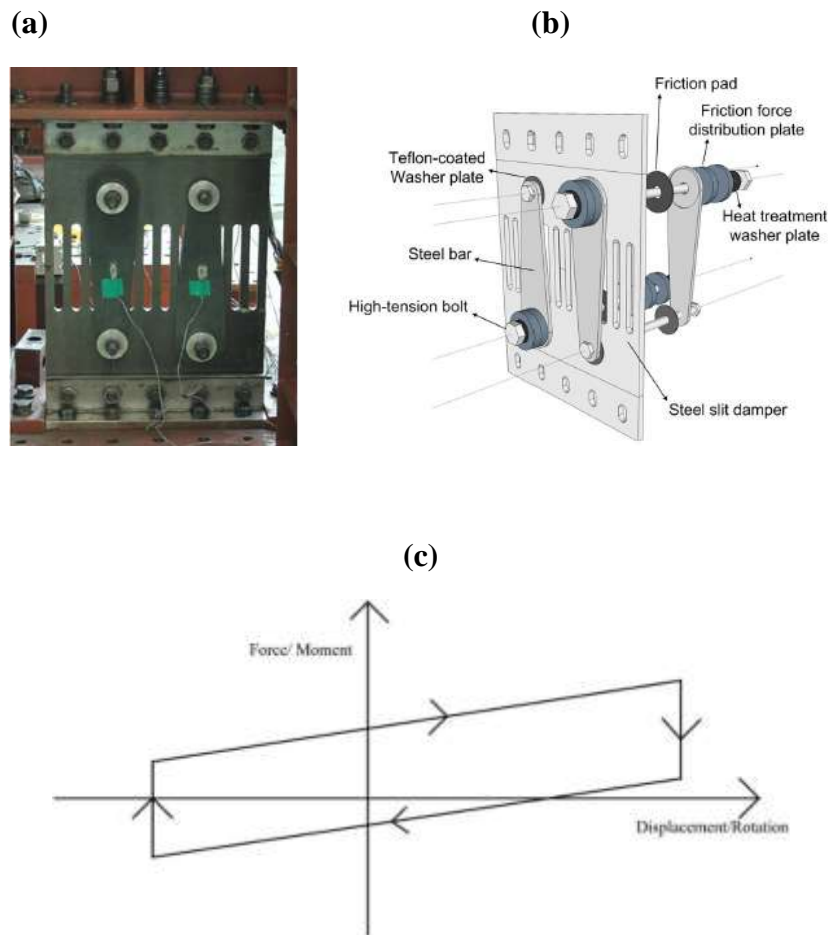 (a)
(b)
Friction pad
Friction force
distribution plate
Teflon-coated
Washer plate
Heat treatment
washer plate
Steel bar
High-tension bolt
Steel slit damper
(c)
Force/ Moment
Displacement/Rotation